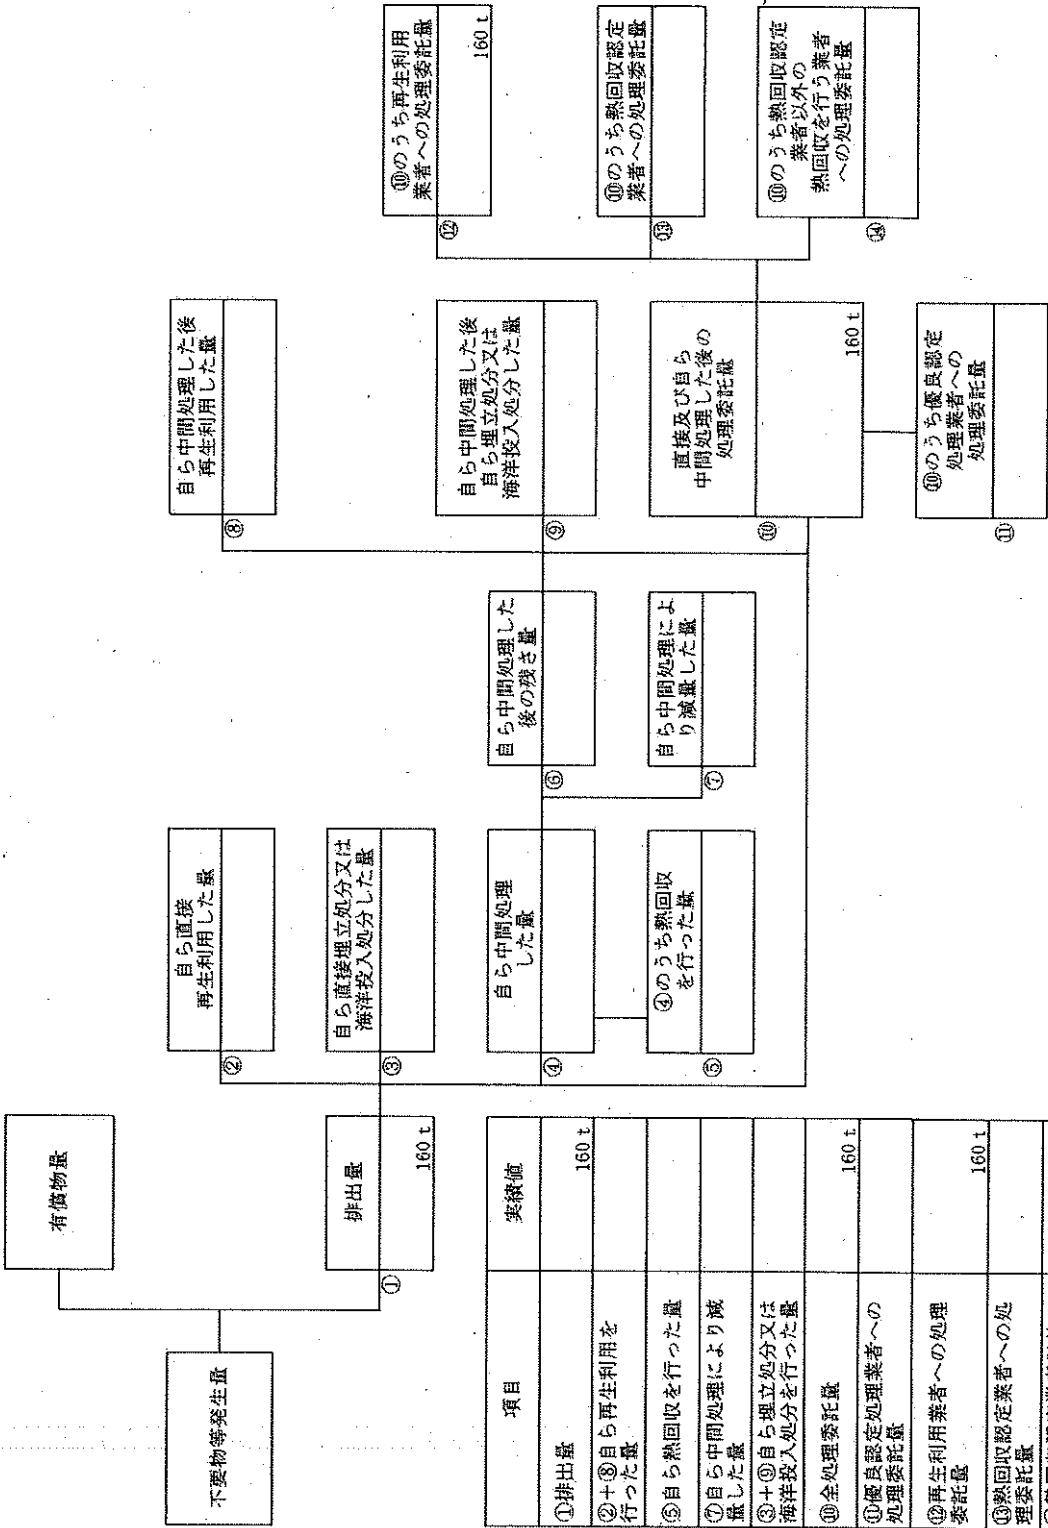 不要物等発生量
有償物量
排出量
①
160 t
自ら直接
再生利用した量
②
自ら直接埋立処分又は
海洋投入処分した量
③
自ら中間処理
した量
④
④のうち熱回収
を行った量
⑤
自ら中間処理した
後の残さ量
⑥
自ら中間処理によ
り減量した量
⑦
自ら中間処理した後
再生利用した量
⑧
自ら中間処理した後
自ら埋立処分又は
海洋投入処分した量
⑨
直接及び自ら
中間処理した後の
処理委託量
⑩
160 t
⑩のうち優良認定
処理業者への
処理委託量
⑪
⑩のうち再生利用
業者への処理委託量
⑫
160 t
⑩のうち熱回収認定
業者への処理委託量
⑬
⑩のうち熱回収認定
業者以外の
熱回収を行う業者
への処理委託量
⑭
項目
実績値
①排出量
160 t
②+⑧自ら再生利用を
行った量
⑤自ら熱回収を行った量
⑦自ら中間処理により減
量した量
③+⑨自ら埋立処分又は
海洋投入処分を行った量
⑩全処理委託量
160 t
⑪優良認定処理業者への
処理委託量
⑫再生利用業者への処理
委託量
160 t
⑬熱回収認定業者への処
理委託量